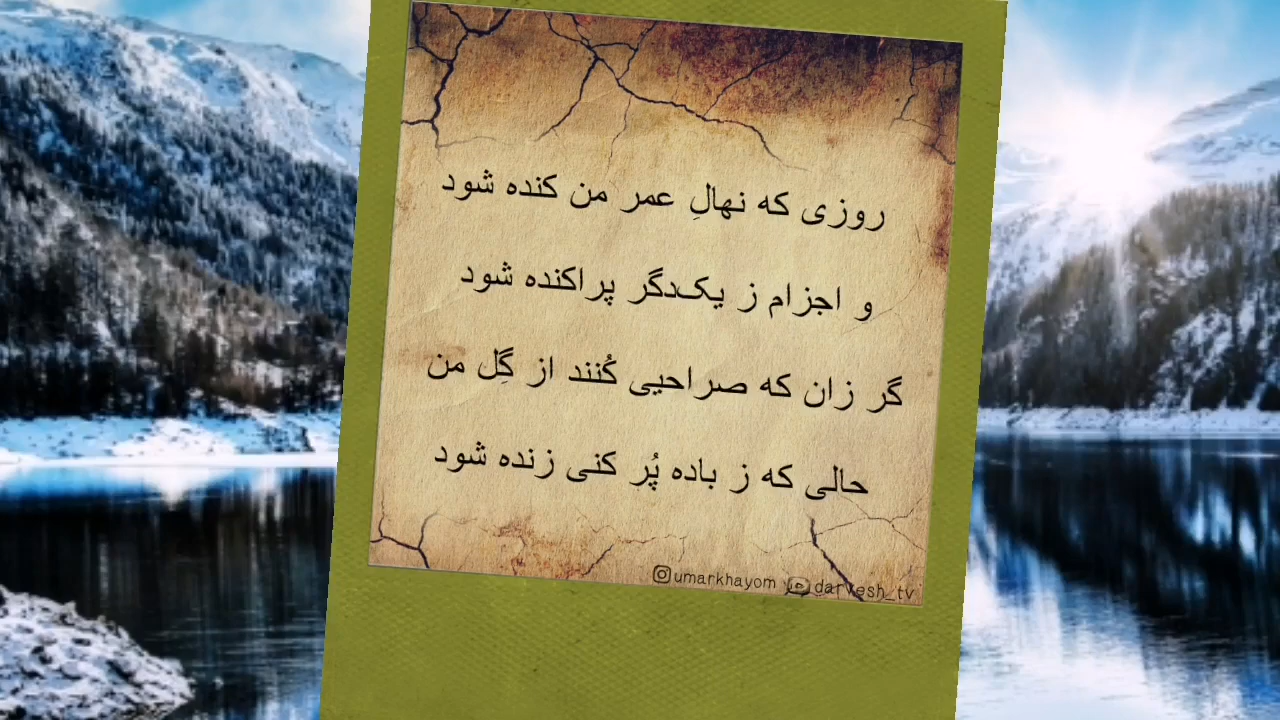 روزی که نهالِ عمر من کنده شود
و اجزام ز یکدگر پراکنده شود
گر زان که صراحیی کُنند از گِل من
حالی که ز باده پُر کنی زنده شود
umarkhayom darvesh_tv